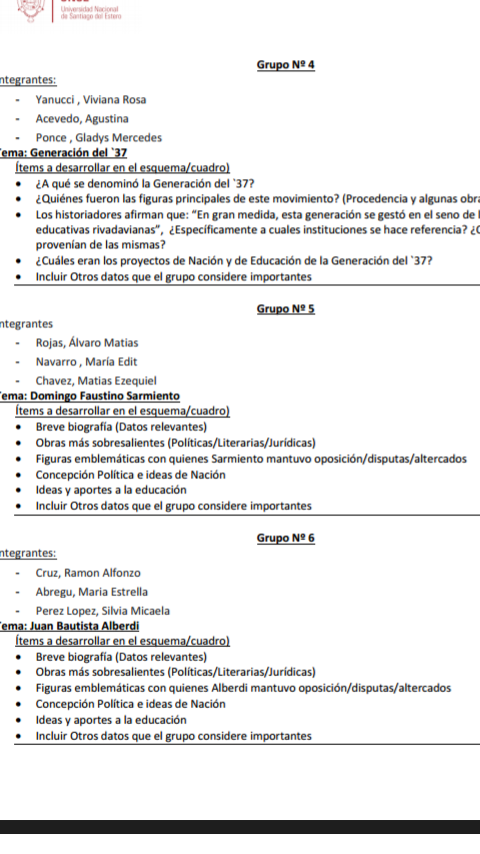 Universidad Nacional
de Santiago del Estero
Grupo Nº 4
ntegrantes:
- Yanucci , Viviana Rosa
- Acevedo, Agustina
- Ponce , Gladys Mercedes
Tema: Generación del `37
Ítems a desarrollar en el esquema/cuadro)
• ¿A qué se denominó la Generación del `37?
• ¿Quiénes fueron las figuras principales de este movimiento? (Procedencia y algunas obra
• Los historiadores afirman que: “En gran medida, esta generación se gestó en el seno de
educativas rivadavianas”, ¿Específicamente a cuales instituciones se hace referencia?
provenían de las mismas?
• ¿Cuáles eran los proyectos de Nación y de Educación de la Generación del `37?
• Incluir Otros datos que el grupo considere importantes
Grupo Nº 5
ntegrantes
- Rojas, Álvaro Matias
- Navarro , María Edit
- Chavez, Matias Ezequiel
Tema: Domingo Faustino Sarmiento
Ítems a desarrollar en el esquema/cuadro)
• Breve biografía (Datos relevantes)
• Obras más sobresalientes (Políticas/Literarias/Jurídicas)
• Figuras emblemáticas con quienes Sarmiento mantuvo oposición/disputas/altercados
• Concepción Política e ideas de Nación
• Ideas y aportes a la educación
• Incluir Otros datos que el grupo considere importantes
Grupo Nº 6
ntegrantes:
- Cruz, Ramon Alfonzo
- Abregu, Maria Estrella
- Perez Lopez, Silvia Micaela
Tema: Juan Bautista Alberdi
Ítems a desarrollar en el esquema/cuadro)
• Breve biografía (Datos relevantes)
• Obras más sobresalientes (Políticas/Literarias/Jurídicas)
• Figuras emblemáticas con quienes Alberdi mantuvo oposición/disputas/altercados
• Concepción Política e ideas de Nación
• Ideas y aportes a la educación
• Incluir Otros datos que el grupo considere importantes